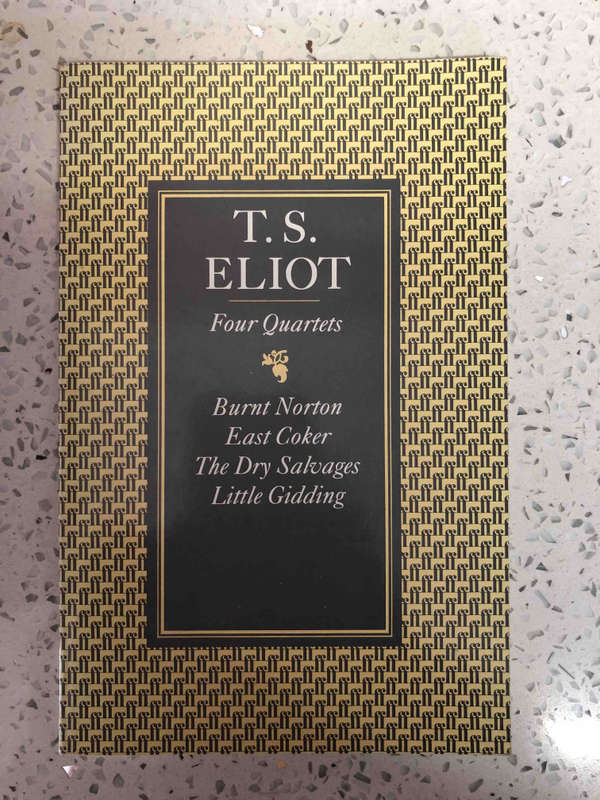 T. S.
ELIOT
Four Quartets
Burnt Norton
East Coker
The Dry Salvages
Little Gidding